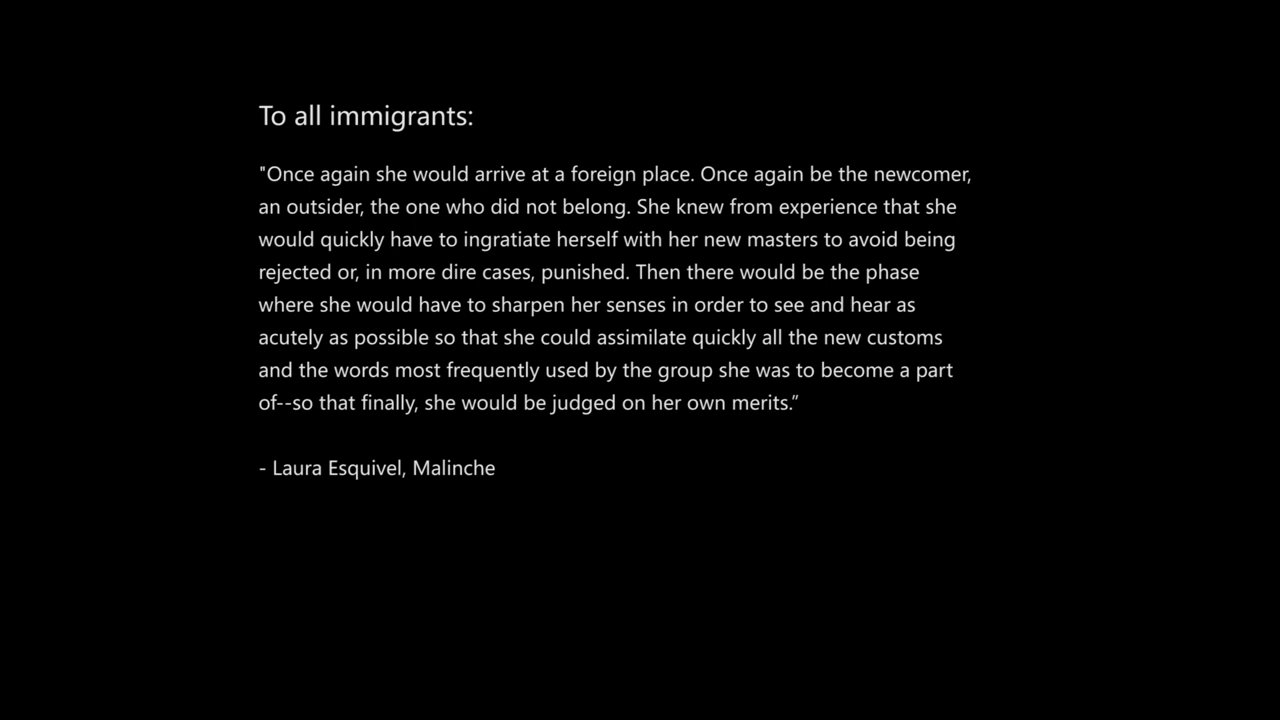 To all immigrants:
"Once again she would arrive at a foreign place. Once again be the newcomer,
an outsider, the one who did not belong. She knew from experience that she
would quickly have to ingratiate herself with her new masters to avoid being
rejected or, in more dire cases, punished. Then there would be the phase
where she would have to sharpen her senses in order to see and hear as
acutely as possible so that she could assimilate quickly all the new customs
and the words most frequently used by the group she was to become a part
of--so that finally, she would be judged on her own merits.”
- Laura Esquivel, Malinche